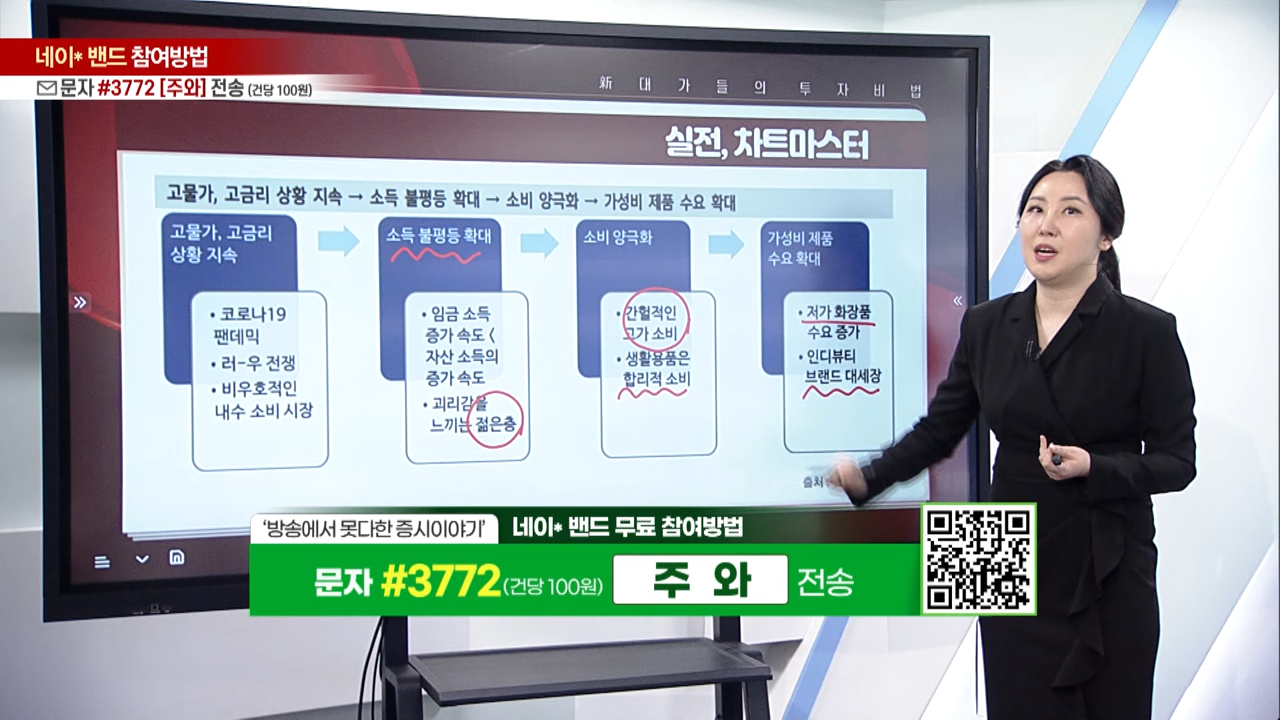 네이* 밴드 참여방법
문자 #3772 [주와] 전송 (건당 100원)
新 대 가 들 의 투 자 비 법
실전, 차트마스터
고물가, 고금리 상황 지속 → 소득 불평등 확대 → 소비 양극화 → 가성비 제품 수요 확대
고물가, 고금리
상황 지속
• 코로나19
팬데믹
• 러-우 전쟁
• 비우호적인
내수 소비 시장
소득 불평등 확대
• 임금 소득
증가 속도 <
자산 소득의
증가 속도
• 괴리감을
느끼는 젊은층
소비 양극화
• 간헐적인
고가 소비
• 생활용품은
합리적 소비
가성비 제품
수요 확대
• 저가 화장품
수요 증가
• 인디뷰티
브랜드 대세장
출처
'방송에서 못다한 증시이야기'
네이* 밴드 무료 참여방법
문자 #3772 (건당 100원) 주 와 전송